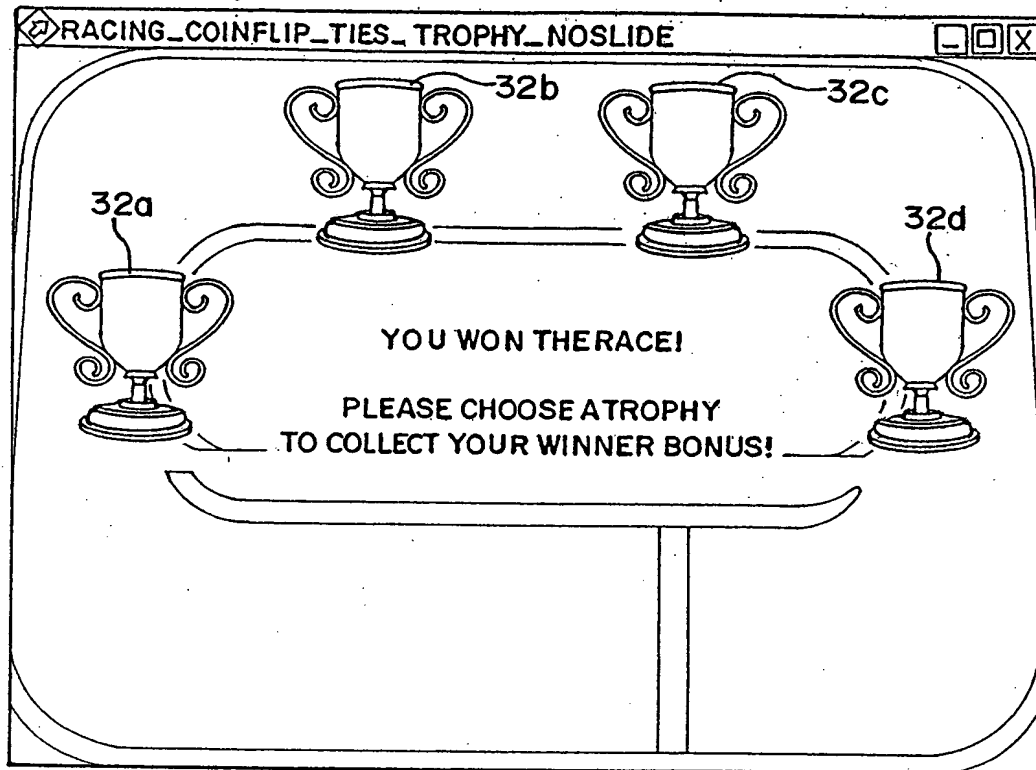 RACING_COINFLIP_TIES_TROPHY_NOSLIDE
32b
32c
32a
32d
YOU WON THERACE!
PLEASE CHOOSE ATROPHY
TO COLLECT YOUR WINNER BONUS!